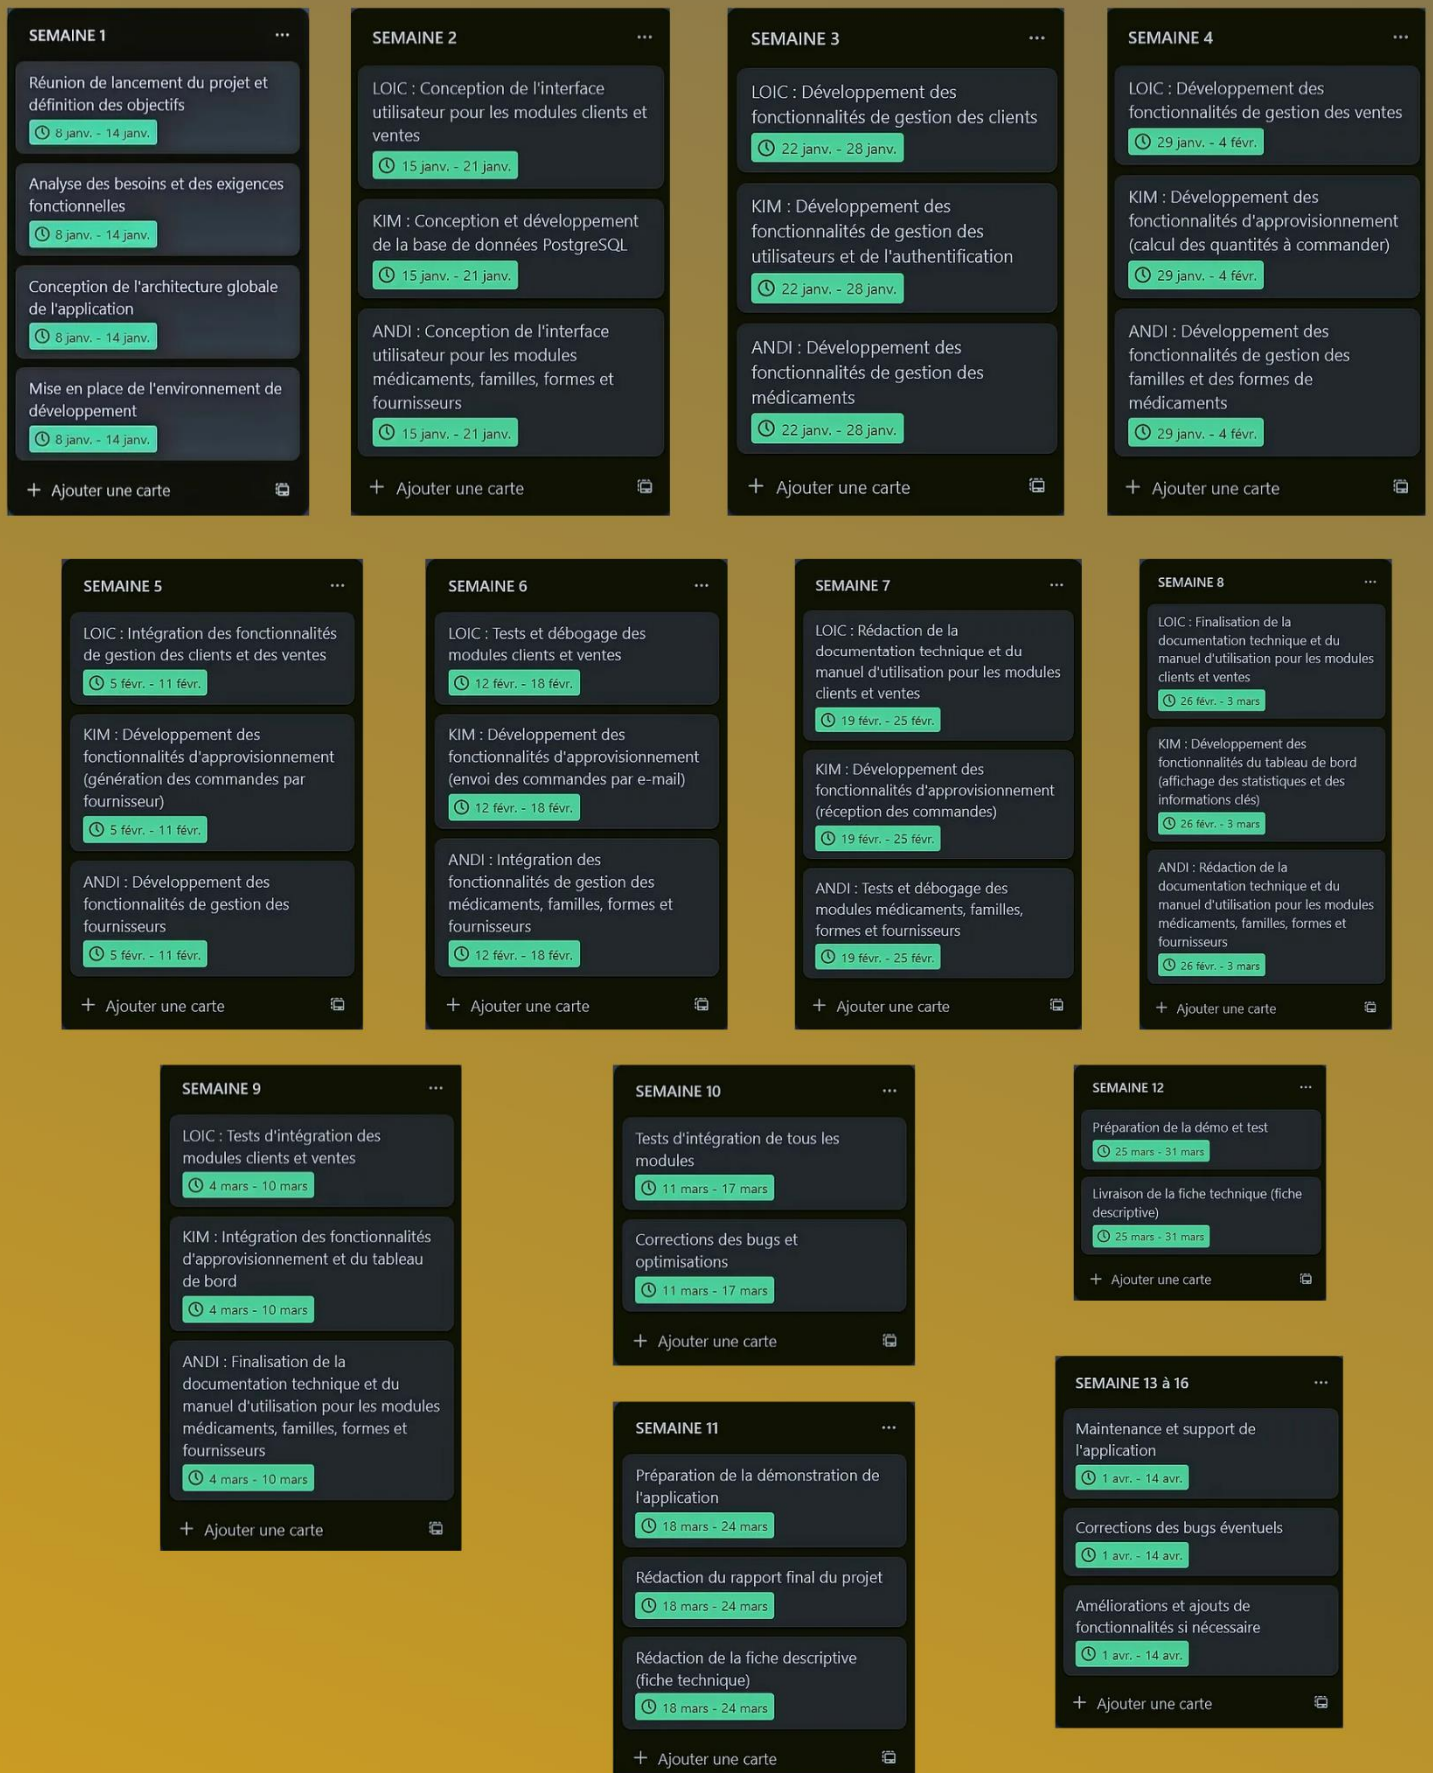 SEMAINE 1
Réunion de lancement du projet et
définition des objectifs
8 janv. - 14 janv.
Analyse des besoins et des exigences
fonctionnelles
8 janv. - 14 janv.
Conception de l'architecture globale
de l'application
8 janv. - 14 janv.
Mise en place de l'environnement de
développement
8 janv. - 14 janv.
+ Ajouter une carte
SEMAINE 2
LOIC : Conception de l'interface
utilisateur pour les modules clients et
ventes
15 janv. - 21 janv.
KIM : Conception et développement
de la base de données PostgreSQL
15 janv. - 21 janv.
ANDI : Conception de l'interface
utilisateur pour les modules
médicaments, familles, formes et
fournisseurs
15 janv. - 21 janv.
+ Ajouter une carte
SEMAINE 3
LOIC : Développement des
fonctionnalités de gestion des clients
22 janv. - 28 janv.
KIM : Développement des
fonctionnalités de gestion des
utilisateurs et de l'authentification
22 janv. - 28 janv.
ANDI : Développement des
fonctionnalités de gestion des
médicaments
22 janv. - 28 janv.
+ Ajouter une carte
SEMAINE 4
LOIC : Développement des
fonctionnalités de gestion des ventes
29 janv. - 4 févr.
KIM : Développement des
fonctionnalités d'approvisionnement
(calcul des quantités à commander)
29 janv. - 4 févr.
ANDI : Développement des
fonctionnalités de gestion des
familles et des formes de
médicaments
29 janv. - 4 févr.
+ Ajouter une carte
SEMAINE 5
LOIC : Intégration des fonctionnalités
de gestion des clients et des ventes
5 févr. - 11 févr.
KIM : Développement des
fonctionnalités d'approvisionnement
(génération des commandes par
fournisseur)
5 févr. - 11 févr.
ANDI : Développement des
fonctionnalités de gestion des
fournisseurs
5 févr. - 11 févr.
+ Ajouter une carte
SEMAINE 6
LOIC : Tests et débogage des
modules clients et ventes
12 févr. - 18 févr.
KIM : Développement des
fonctionnalités d'approvisionnement
(envoi des commandes par e-mail)
12 févr. - 18 févr.
ANDI : Intégration des
fonctionnalités de gestion des
médicaments, familles, formes et
fournisseurs
12 févr. - 18 févr.
+ Ajouter une carte
SEMAINE 7
LOIC : Rédaction de la
documentation technique et du
manuel d'utilisation pour les modules
clients et ventes
19 févr. - 25 févr.
KIM : Développement des
fonctionnalités d'approvisionnement
(réception des commandes)
19 févr. - 25 févr.
ANDI : Tests et débogage des
modules médicaments, familles,
formes et fournisseurs
19 févr. - 25 févr.
+ Ajouter une carte
SEMAINE 8
LOIC : Finalisation de la
documentation technique et du
manuel d'utilisation pour les modules
clients et ventes
26 févr. - 3 mars
KIM : Développement des
fonctionnalités du tableau de bord
(affichage des statistiques et des
informations clés)
26 févr. - 3 mars
ANDI : Rédaction de la
documentation technique et du
manuel d'utilisation pour les modules
médicaments, familles, formes et
fournisseurs
26 févr. - 3 mars
+ Ajouter une carte
SEMAINE 9
LOIC : Tests d'intégration des
modules clients et ventes
4 mars - 10 mars
KIM : Intégration des fonctionnalités
d'approvisionnement et du tableau
de bord
4 mars - 10 mars
ANDI : Finalisation de la
documentation technique et du
manuel d'utilisation pour les modules
médicaments, familles, formes et
fournisseurs
4 mars - 10 mars
+ Ajouter une carte
SEMAINE 10
Tests d'intégration de tous les
modules
11 mars - 17 mars
Corrections des bugs et
optimisations
11 mars - 17 mars
+ Ajouter une carte
SEMAINE 11
Préparation de la démonstration de
l'application
18 mars - 24 mars
Rédaction du rapport final du projet
18 mars - 24 mars
Rédaction de la fiche descriptive
(fiche technique)
18 mars - 24 mars
+ Ajouter une carte
SEMAINE 12
Préparation de la démo et test
25 mars - 31 mars
Livraison de la fiche technique (fiche
descriptive)
25 mars - 31 mars
+ Ajouter une carte
SEMAINE 13 à 16
Maintenance et support de
l'application
1 avr. - 14 avr.
Corrections des bugs éventuels
1 avr. - 14 avr.
Améliorations et ajouts de
fonctionnalités si nécessaire
1 avr. - 14 avr.
+ Ajouter une carte